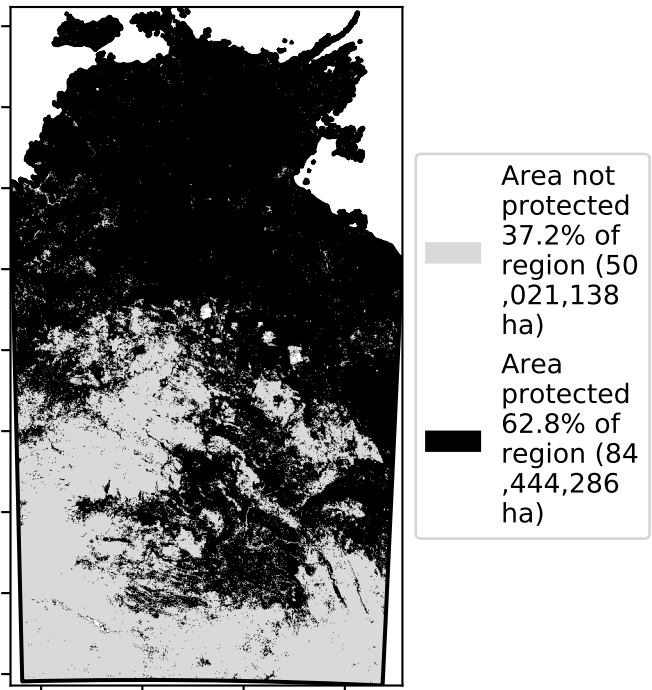 Area not
protected
37.2% of
region (50
,021,138
ha)
Area
protected
62.8% of
region (84
,444,286
ha)